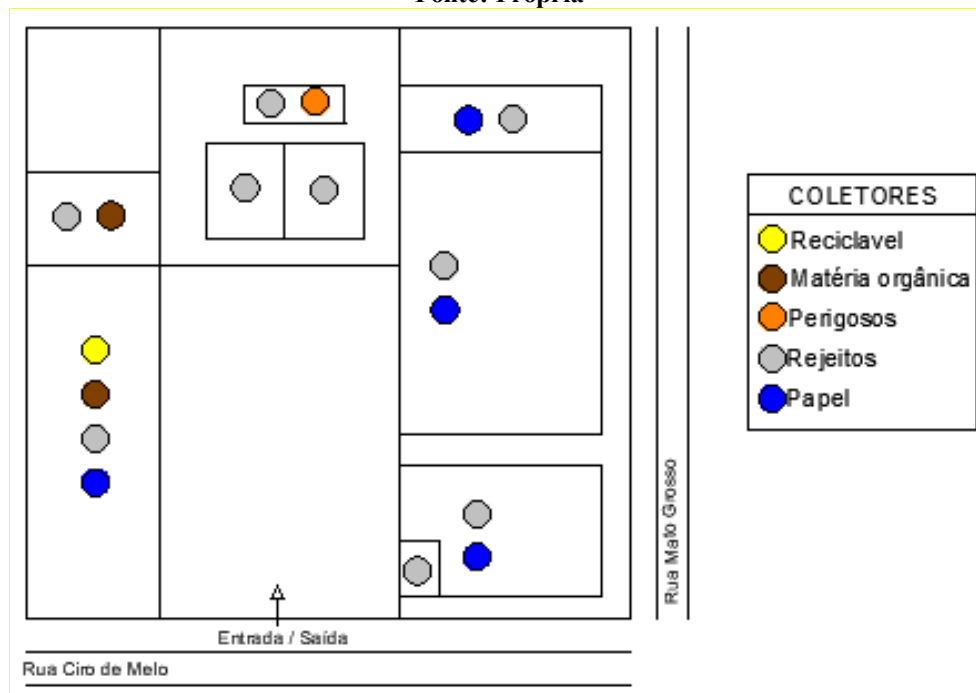 Fonte: Própria
COLETORES
Reciclavel
Matéria orgânica
Perigosos
Rejeitos
Papel
Rua Mato Grosso
Entrada / Saída
Rua Ciro de Melo